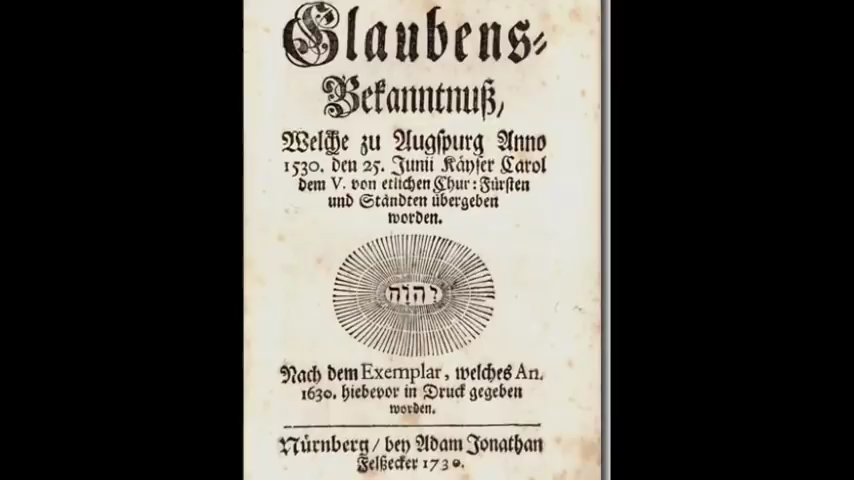 Glaubens-
Bekanntnuß,
Welche zu Augspurg Anno
1530. den 25. Junii Käyser Carol
dem V. von etlichen Chur: Fürsten
und Ständten übergeben
worden.
יהוה
Nach dem Exemplar, welches An.
1630. hiebevor in Druck gegeben
worden.
Nürnberg / bey Adam Jonathan
Felßecker 1730.